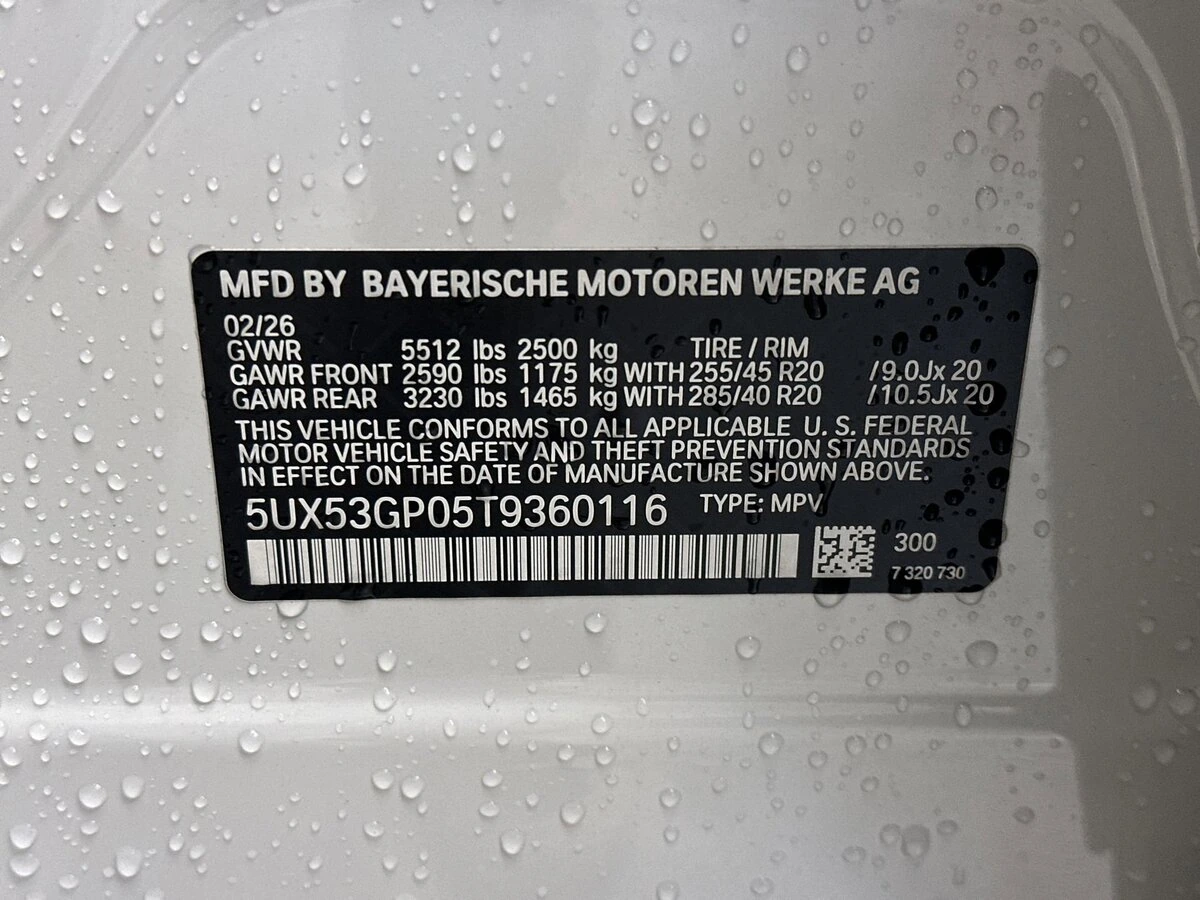 MFD BY BAYERISCHE MOTOREN WERKE AG
02/26
GVWR 5512 lbs 2500 kg TIRE / RIM
GAWR FRONT 2590 lbs 1175 kg WITH 255/45 R20 /9.0Jx 20
GAWR REAR 3230 lbs 1465 kg WITH 285/40 R20 /10.5Jx 20
THIS VEHICLE CONFORMS TO ALL APPLICABLE U. S. FEDERAL
MOTOR VEHICLE SAFETY AND THEFT PREVENTION STANDARDS
IN EFFECT ON THE DATE OF MANUFACTURE SHOWN ABOVE.
5UX53GP05T9360116 TYPE: MPV
300
7 320 730